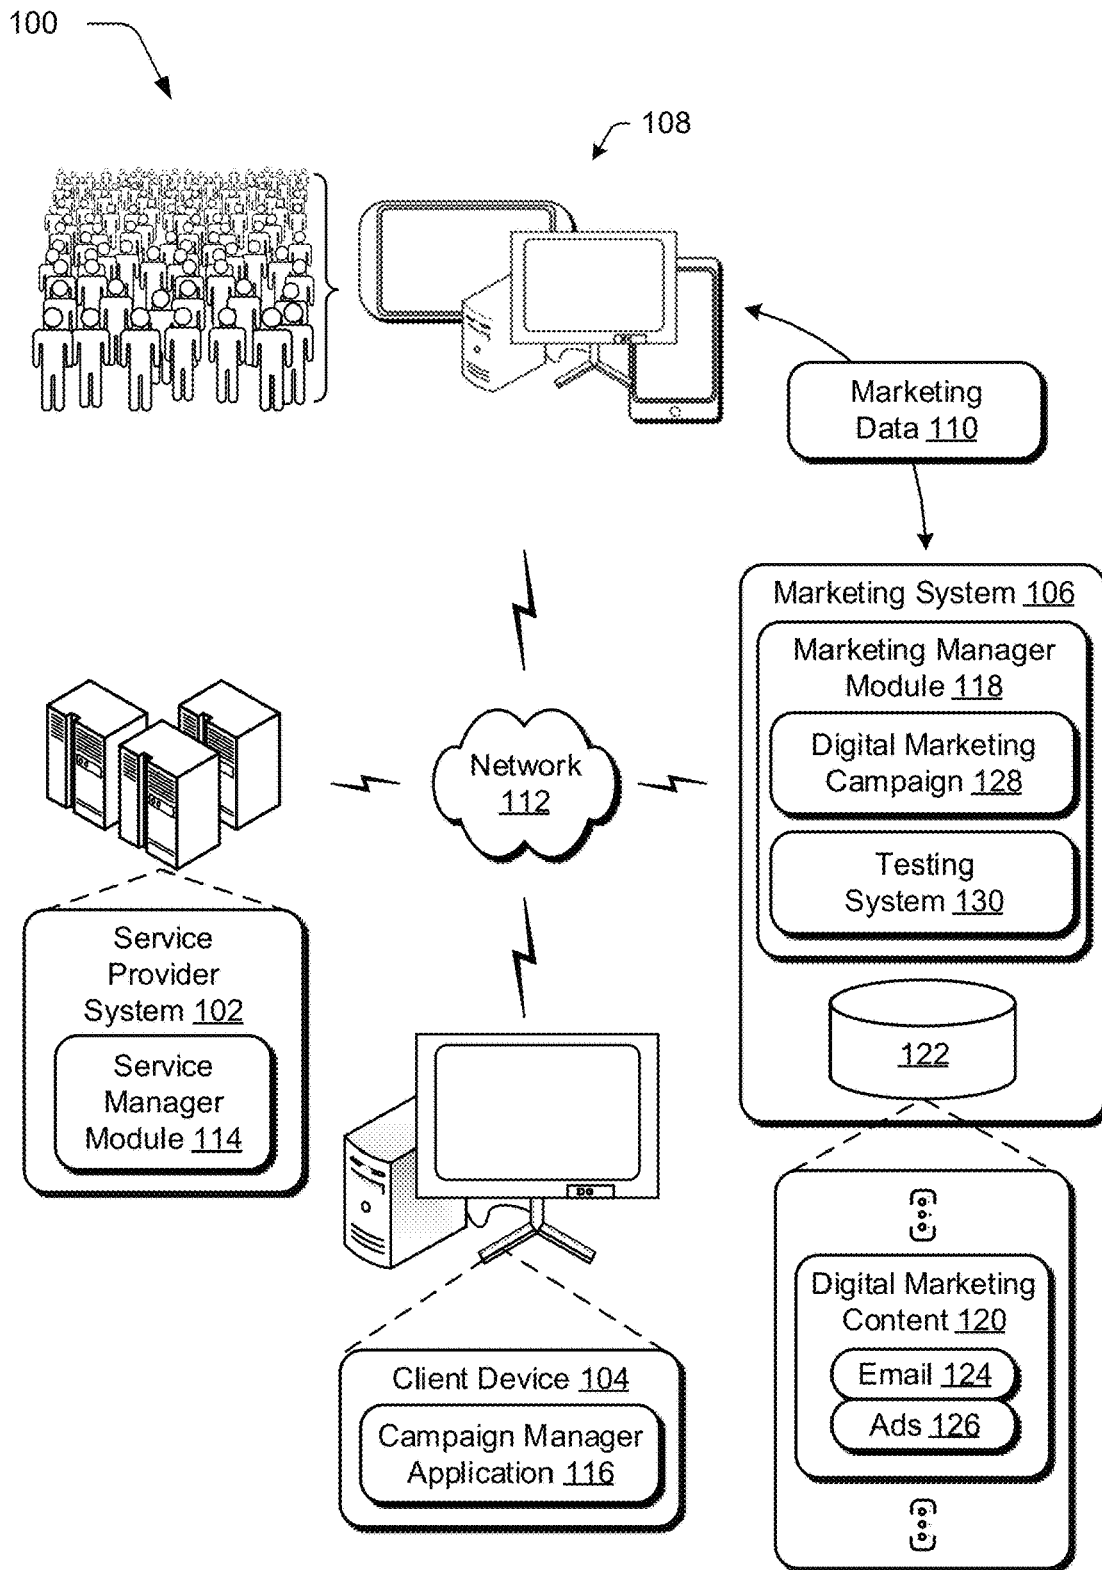 100
108
Marketing
Data 110
Marketing System 106
Marketing Manager
Module 118
Digital Marketing
Campaign 128
Testing
System 130
122
Network
112
Service
Provider
System 102
Service
Manager
Module 114
Client Device 104
Campaign Manager
Application 116
Digital Marketing
Content 120
Email 124
Ads 126